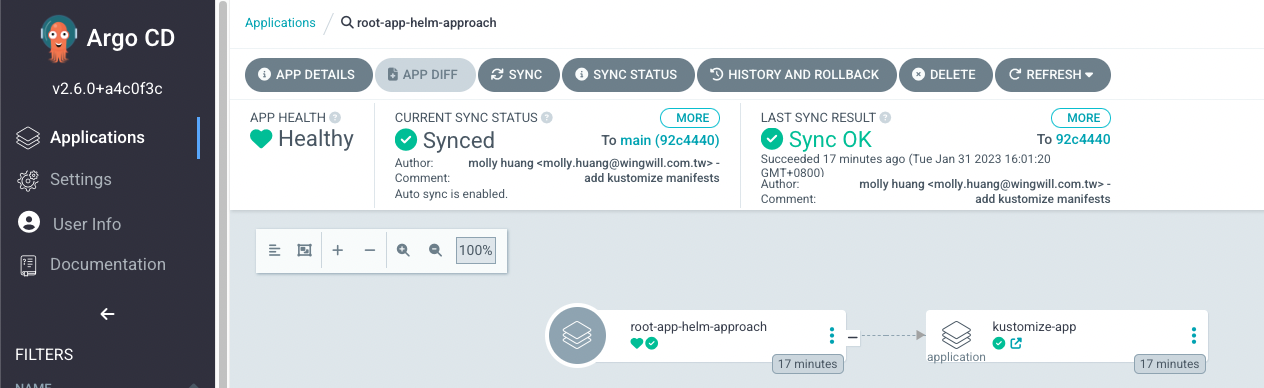 Argo CD
v2.6.0+a4c0f3c
Applications
Settings
User Info
Documentation
FILTERS
NAME
Applications / root-app-helm-approach
APP DETAILS APP DIFF SYNC SYNC STATUS HISTORY AND ROLLBACK DELETE REFRESH
APP HEALTH
Healthy
CURRENT SYNC STATUS MORE
Synced To main (92c4440)
Author: molly huang <molly.huang@wingwill.com.tw> -
Comment: add kustomize manifests
Auto sync is enabled.
LAST SYNC RESULT MORE
Sync OK To 92c4440
Succeeded 17 minutes ago (Tue Jan 31 2023 16:01:20
GMT+0800)
Author: molly huang <molly.huang@wingwill.com.tw> -
Comment: add kustomize manifests
100%
root-app-helm-approach
17 minutes
kustomize-app
application
17 minutes